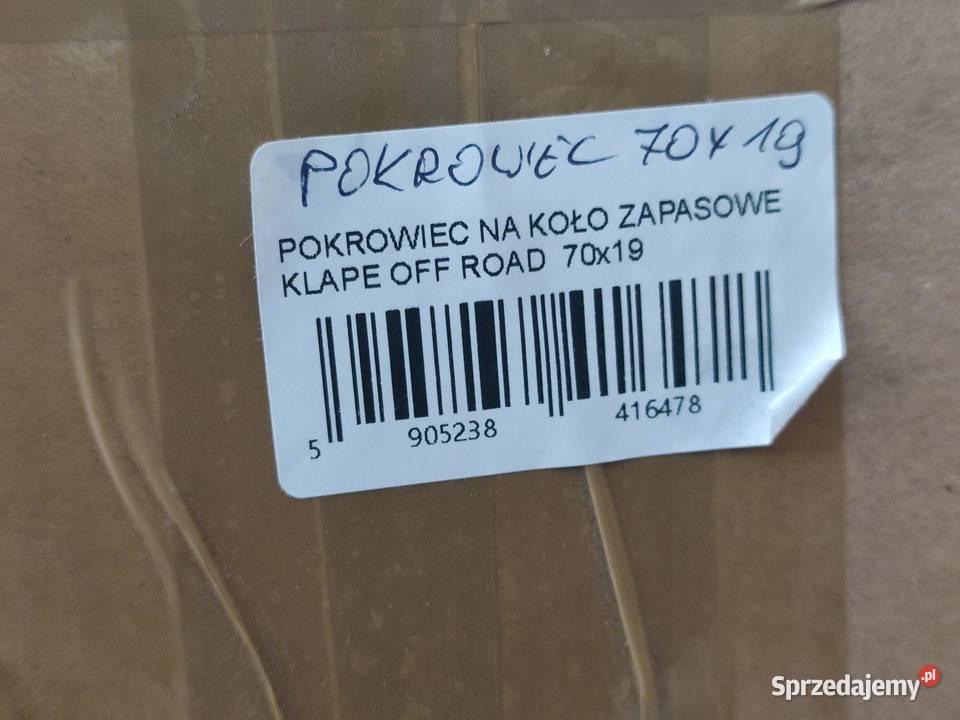 POKROWIEC 70x19
POKROWIEC NA KOŁO ZAPASOWE
KLAPE OFF ROAD 70x19
5 905238 416478
Sprzedajemy.pl